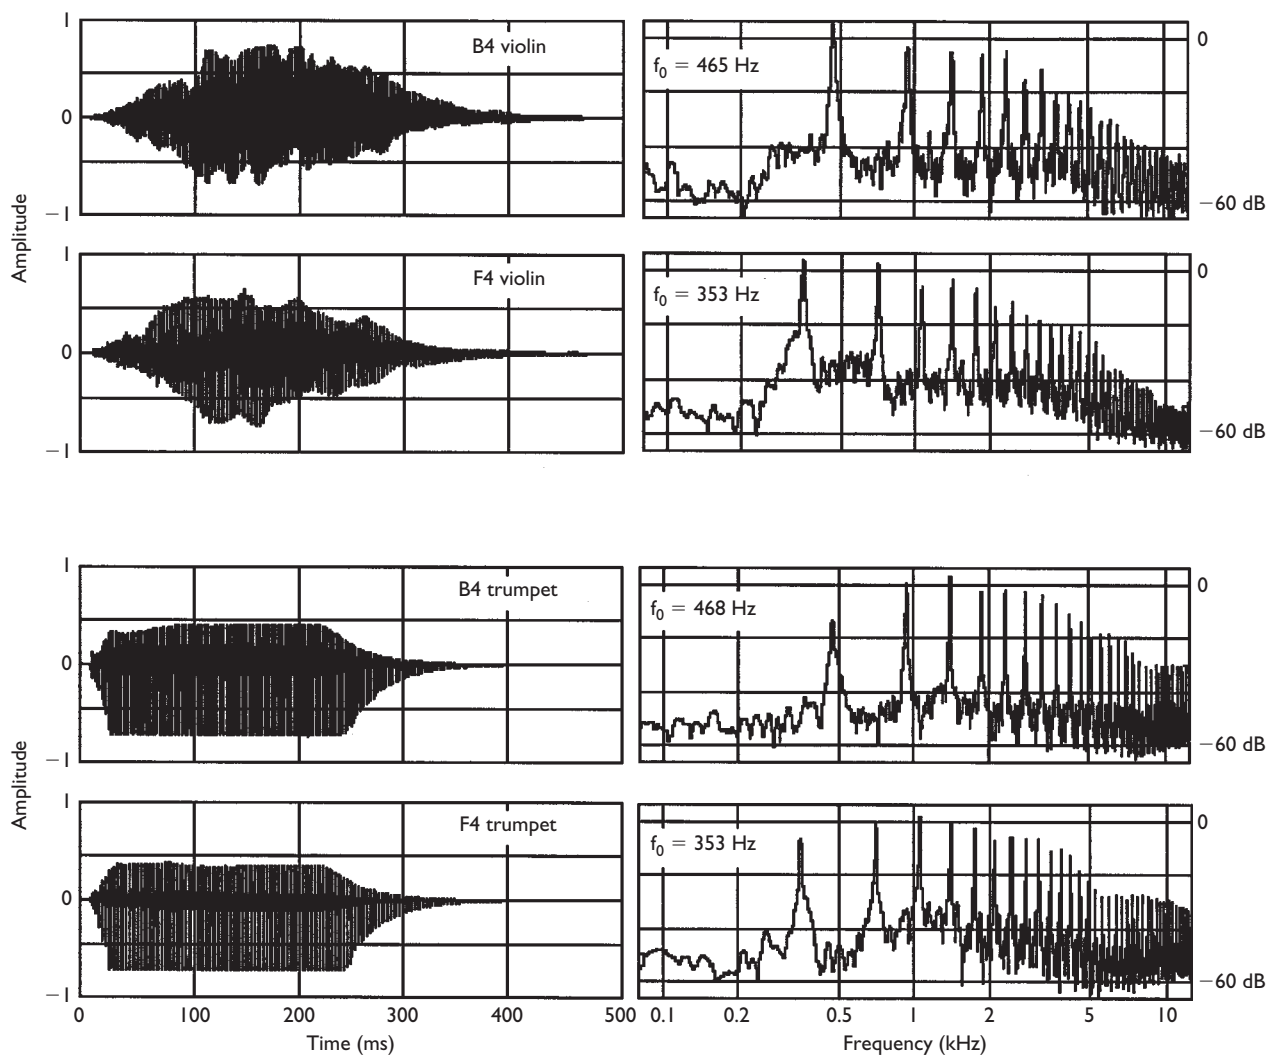 1
B4 violin
0
−1
f₀ = 465 Hz
0
−60 dB
Amplitude
1
F4 violin
0
−1
f₀ = 353 Hz
0
−60 dB
1
B4 trumpet
0
−1
f₀ = 468 Hz
0
−60 dB
Amplitude
1
F4 trumpet
0
−1
f₀ = 353 Hz
0
−60 dB
0 100 200 300 400 500
Time (ms)
0.1 0.2 0.5 1 2 5 10
Frequency (kHz)